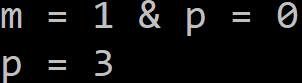 m = 1 & p = 0
p = 3